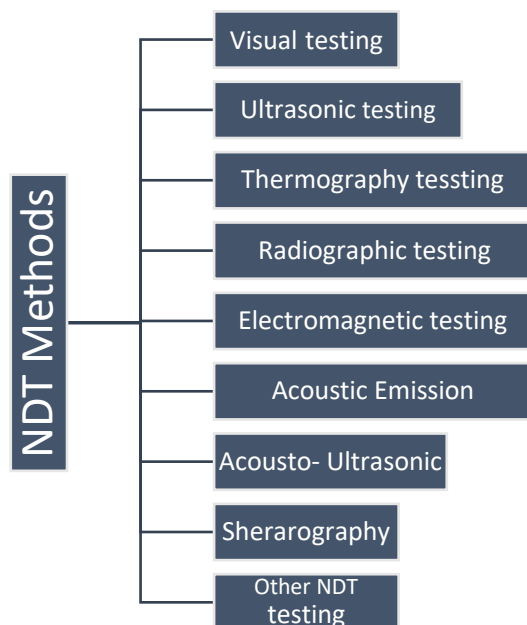 NDT Methods
Visual testing
Ultrasonic testing
Thermography tessting
Radiographic testing
Electromagnetic testing
Acoustic Emission
Acousto- Ultrasonic
Sherarography
Other NDT
testing